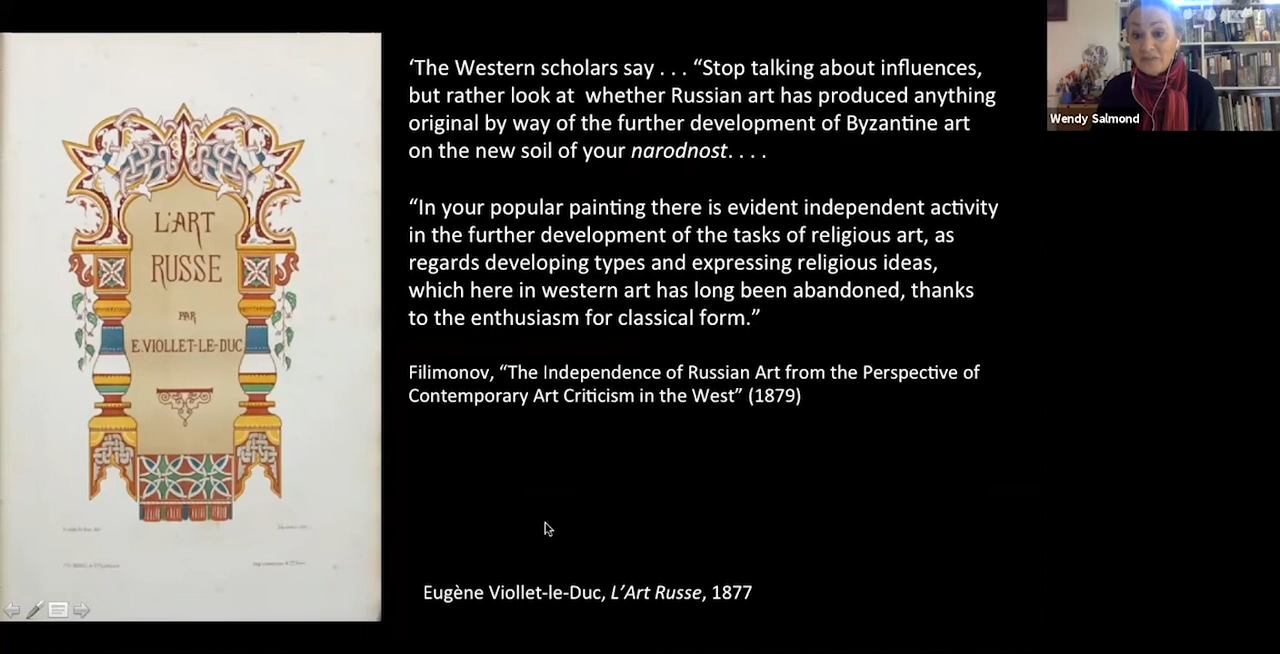 ‘The Western scholars say . . . “Stop talking about influences,
but rather look at whether Russian art has produced anything
original by way of the further development of Byzantine art
on the new soil of your narodnost. . . .
“In your popular painting there is evident independent activity
in the further development of the tasks of religious art, as
regards developing types and expressing religious ideas,
which here in western art has long been abandoned, thanks
to the enthusiasm for classical form.”
Filimonov, “The Independence of Russian Art from the Perspective of
Contemporary Art Criticism in the West” (1879)
Eugène Viollet-le-Duc, L’Art Russe, 1877
L'ART
RUSSE
PAR
E.VIOLLET-LE-DUC
Wendy Salmond